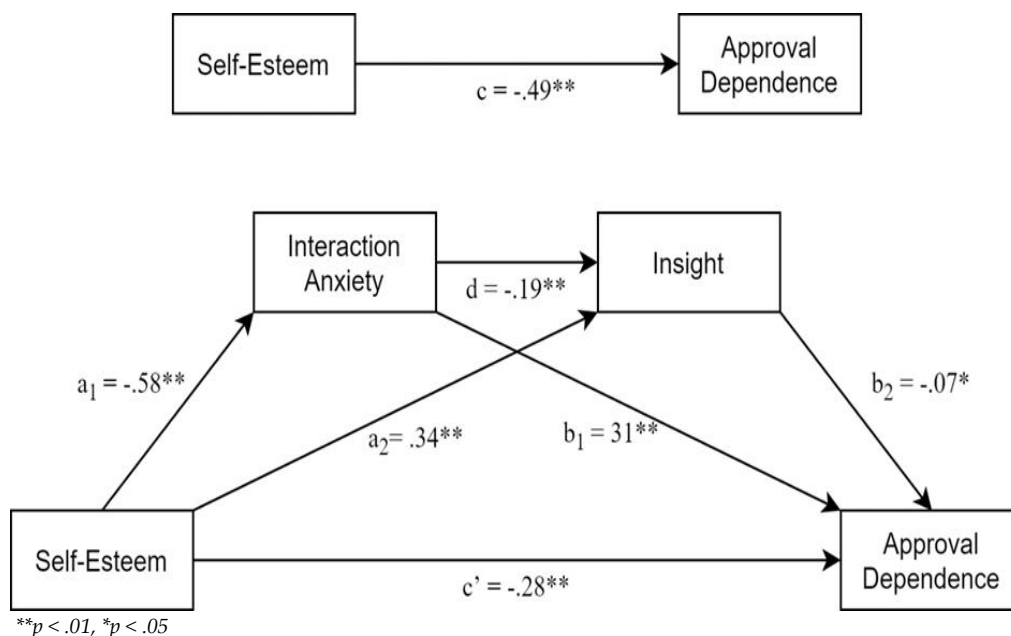 Self-Esteem
Approval
Dependence
c = -.49**
Interaction
Anxiety
Insight
d = -.19**
a1 = -.58**
a2= .34**
b1 = 31**
b2 = -.07*
Self-Esteem
Approval
Dependence
c’ = -.28**
**p < .01, *p < .05